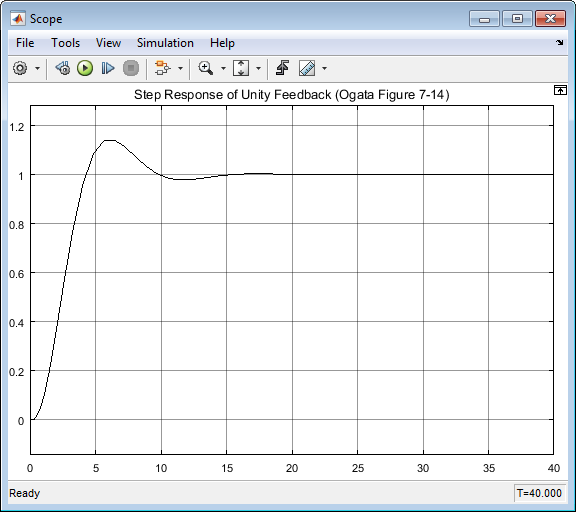 Scope
File Tools View Simulation Help
Step Response of Unity Feedback (Ogata Figure 7-14)
1.2
1
0.8
0.6
0.4
0.2
0
0 5 10 15 20 25 30 35 40
Ready T=40.000